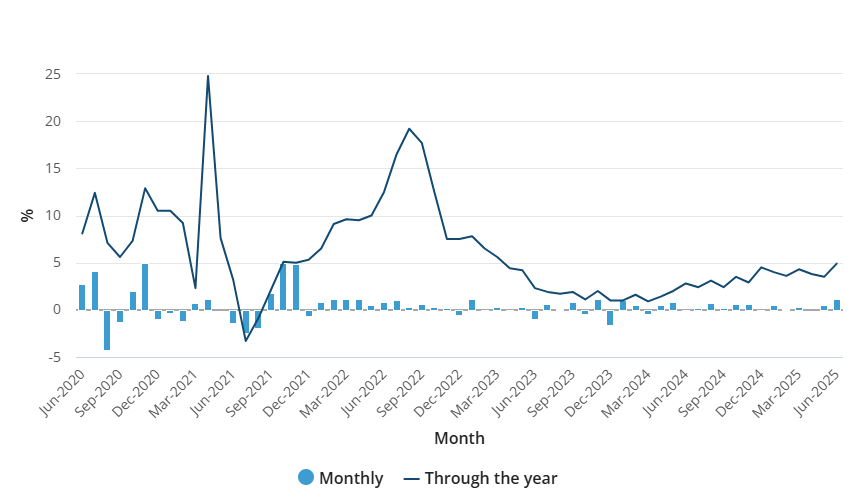 25
20
15
10
5
0
-5
%
Jun-2020
Sep-2020
Dec-2020
Mar-2021
Jun-2021
Sep-2021
Dec-2021
Mar-2022
Jun-2022
Sep-2022
Dec-2022
Mar-2023
Jun-2023
Sep-2023
Dec-2023
Mar-2024
Jun-2024
Sep-2024
Dec-2024
Mar-2025
Jun-2025
Month
Monthly Through the year